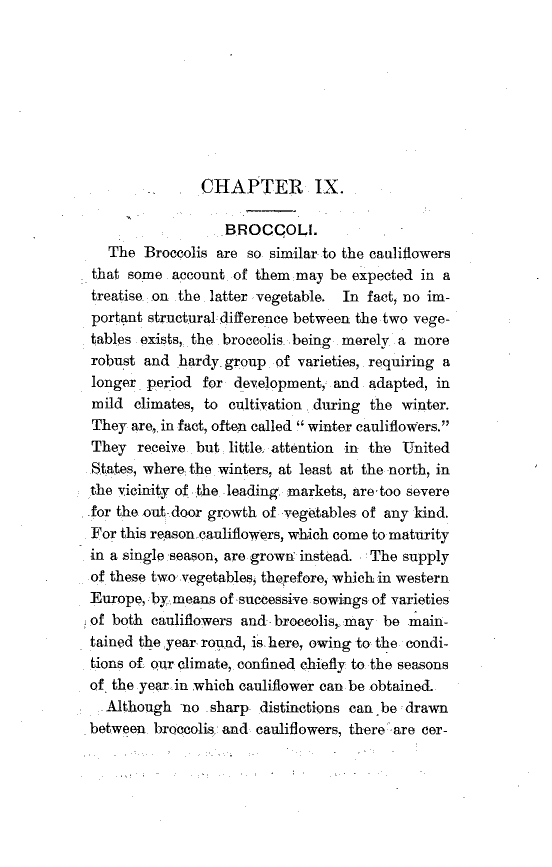 CHAPTER IX.
BROCCOLI.
The Broccolis are so similar to the cauliflowers
that some account of them may be expected in a
treatise on the latter vegetable. In fact, no im-
portant structural difference between the two vege-
tables exists, the broccolis being merely a more
robust and hardy group of varieties, requiring a
longer period for development, and adapted, in
mild climates, to cultivation during the winter.
They are, in fact, often called “ winter cauliflowers.”
They receive but little attention in the United
States, where the winters, at least at the north, in
the vicinity of the leading markets, are too severe
for the out-door growth of vegetables of any kind.
For this reason cauliflowers, which come to maturity
in a single season, are grown instead. The supply
of these two vegetables, therefore, which in western
Europe, by means of successive sowings of varieties
of both cauliflowers and broccolis, may be main-
tained the year round, is here, owing to the condi-
tions of our climate, confined chiefly to the seasons
of the year in which cauliflower can be obtained.
Although no sharp distinctions can be drawn
between broccolis and cauliflowers, there are cer-